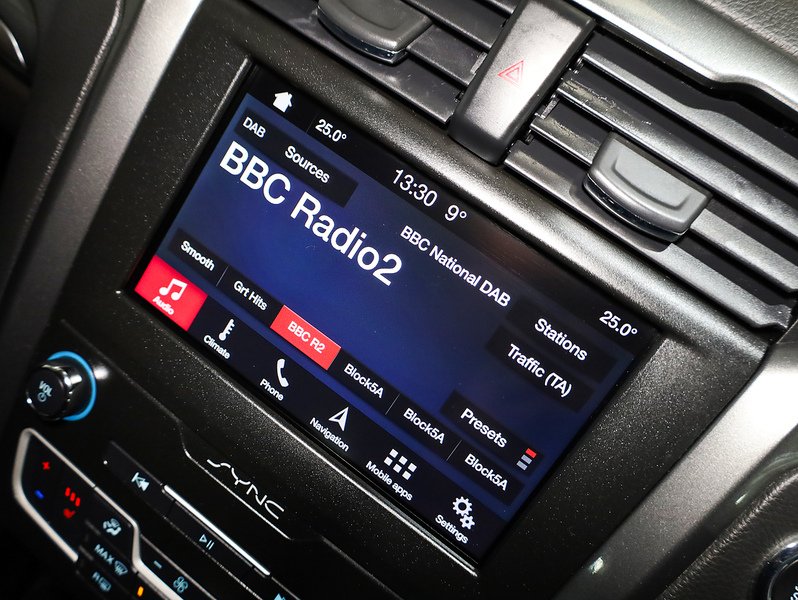 25.0°
13:30 9°
25.0°
DAB
Sources
BBC National DAB
BBC Radio2
Stations
Traffic (TA)
Presets
Smooth
Grt Hits
BBC R2
Block5A
Block5A
Block5A
Audio
Climate
Phone
Navigation
Mobile apps
Settings
VOL
SYNC
MAX
R